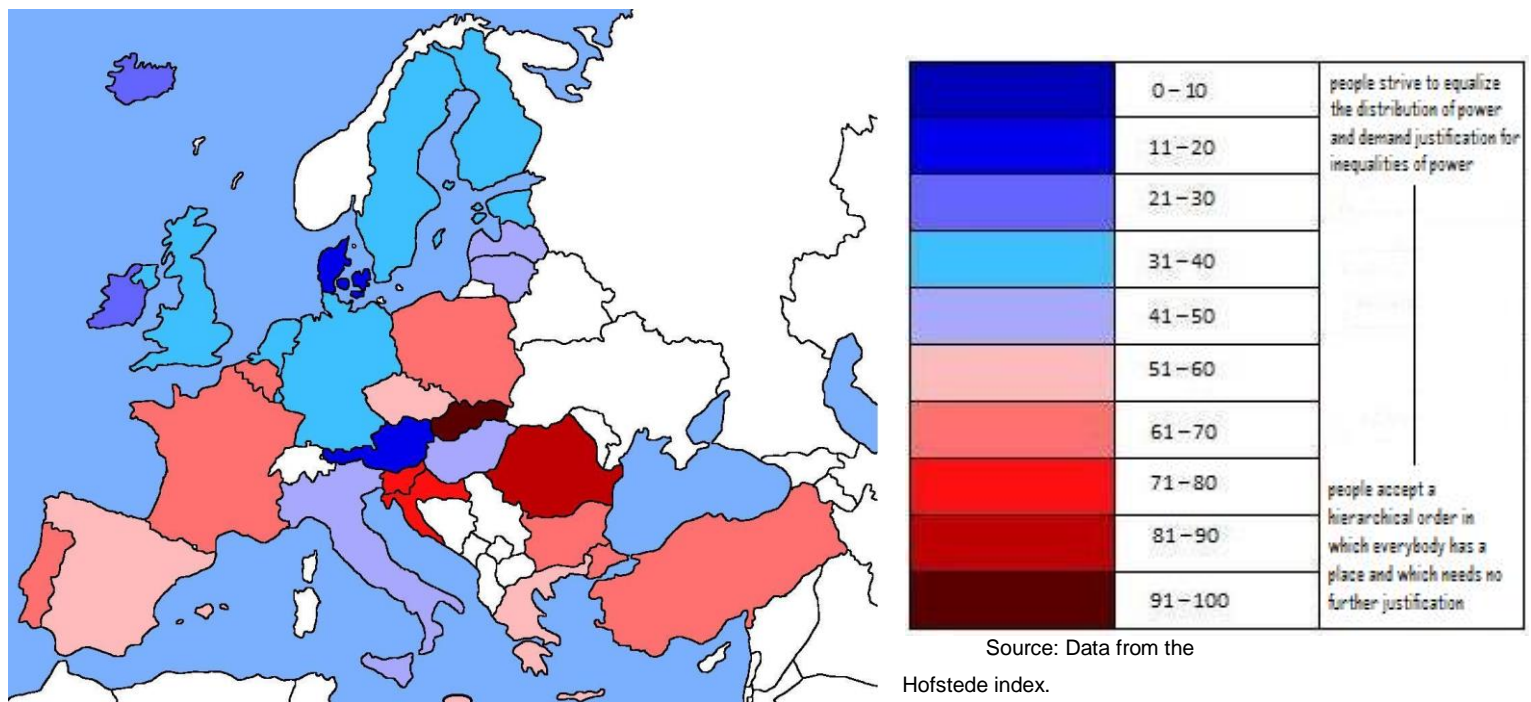 0 – 10
11 – 20
21 – 30
31 – 40
41 – 50
51 – 60
61 – 70
71 – 80
81 – 90
91 – 100
people strive to equalize
the distribution of power
and demand justification for
inequalities of power
people accept a
hierarchical order in
which everybody has a
place and which needs no
further justification
Source: Data from the
Hofstede index.